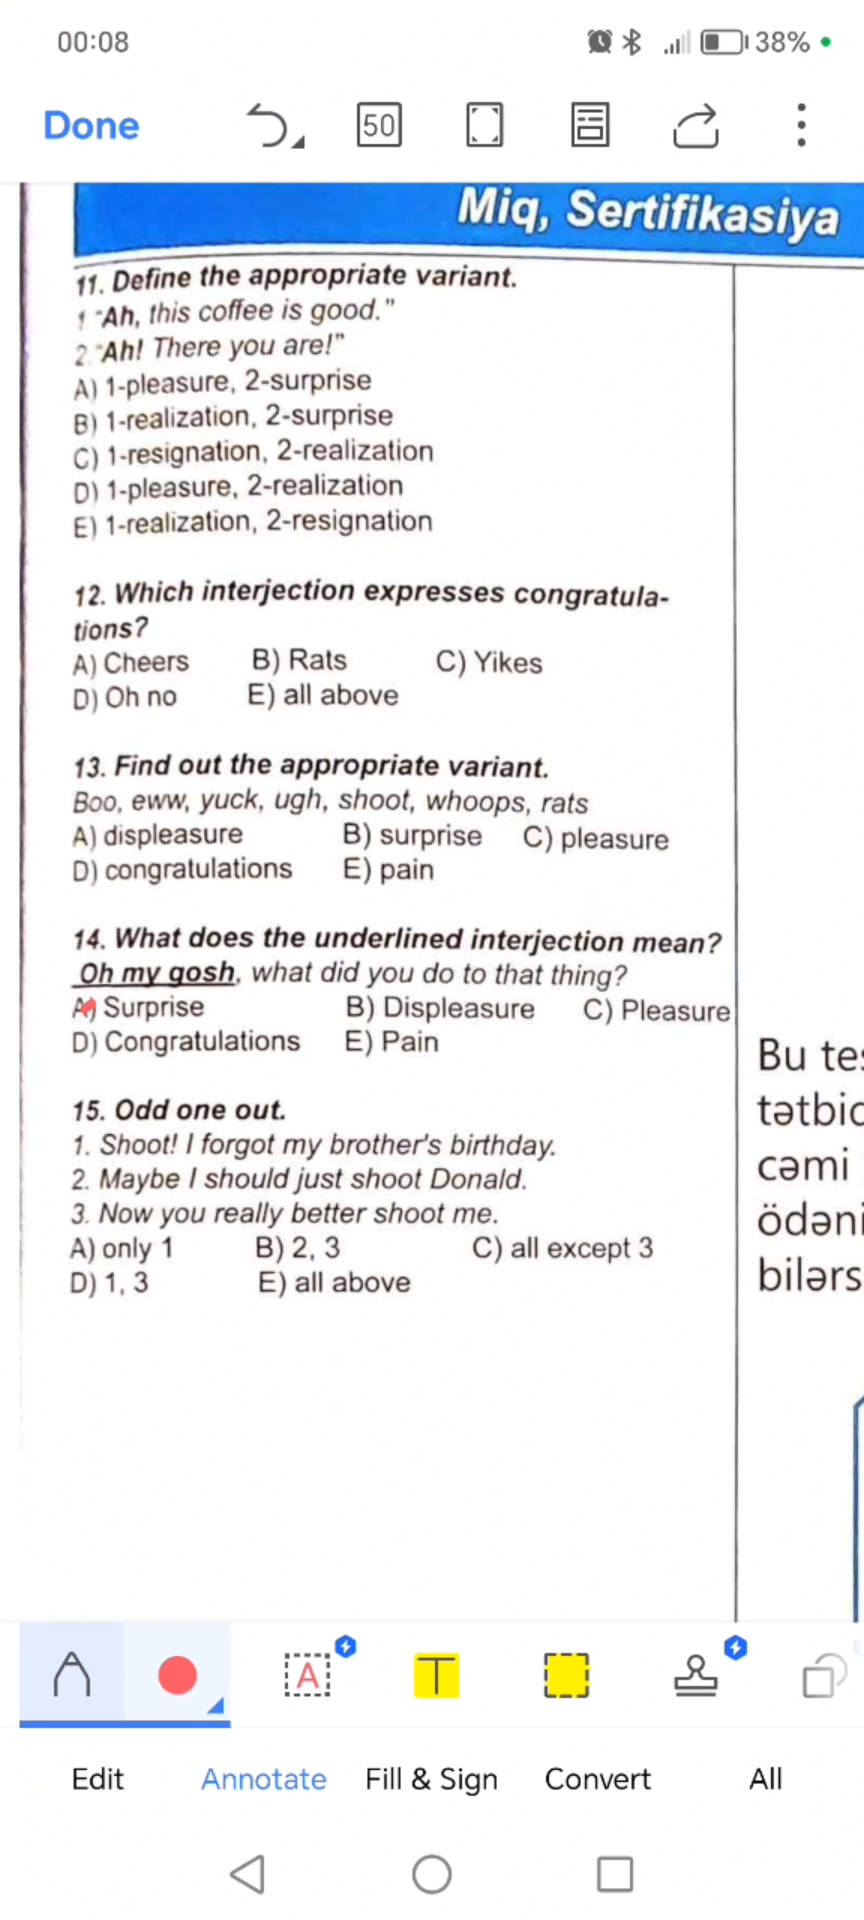 00:08
38%
Done
50
Miq, Sertifikasiya
11. Define the appropriate variant.
1 "Ah, this coffee is good."
2. "Ah! There you are!"
A) 1-pleasure, 2-surprise
B) 1-realization, 2-surprise
C) 1-resignation, 2-realization
D) 1-pleasure, 2-realization
E) 1-realization, 2-resignation
12. Which interjection expresses congratula-
tions?
A) Cheers B) Rats C) Yikes
D) Oh no E) all above
13. Find out the appropriate variant.
Boo, eww, yuck, ugh, shoot, whoops, rats
A) displeasure B) surprise C) pleasure
D) congratulations E) pain
14. What does the underlined interjection mean?
Oh my gosh, what did you do to that thing?
A) Surprise B) Displeasure C) Pleasure
D) Congratulations E) Pain
15. Odd one out.
1. Shoot! I forgot my brother's birthday.
2. Maybe I should just shoot Donald.
3. Now you really better shoot me.
A) only 1 B) 2, 3 C) all except 3
D) 1, 3 E) all above
Bu
cəmi
A
T
Edit Annotate Fill & Sign Convert All